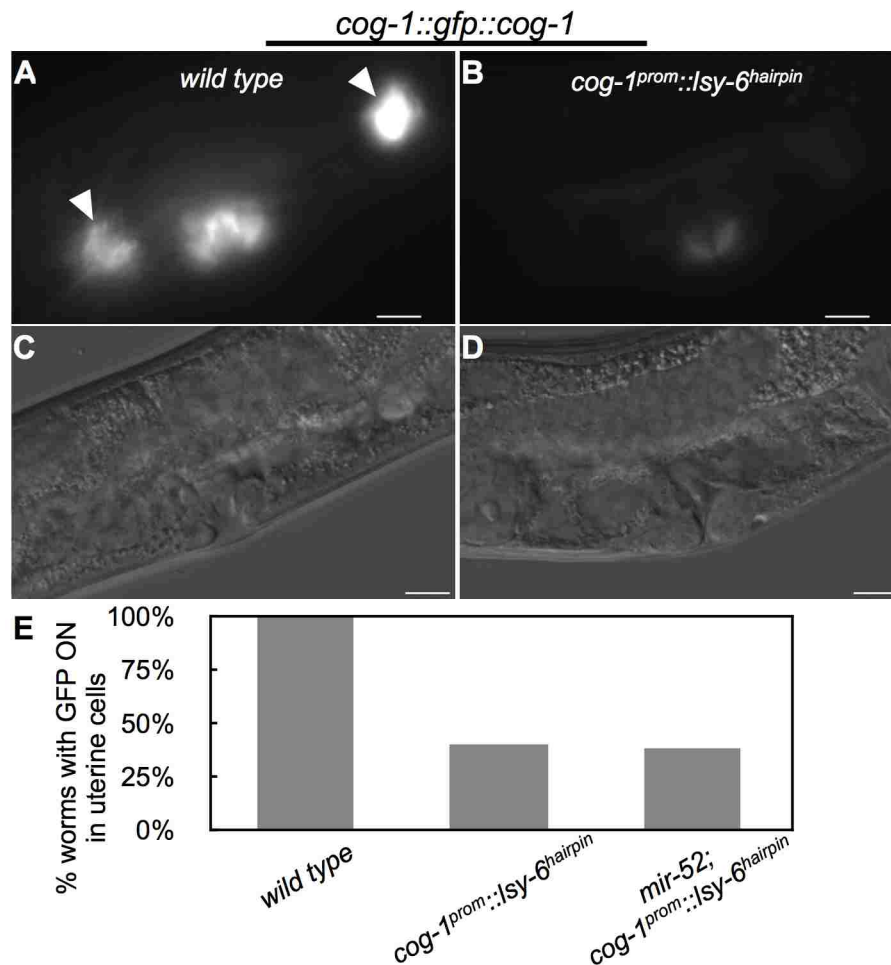 cog-1::gfp::cog-1
A
wild type
B
cog-1prom::lsy-6hairpin
C
D
E
% worms with GFP ON
in uterine cells
100%
75%
50%
25%
0%
wild type
cog-1prom::lsy-6hairpin
mir-52;
cog-1prom::lsy-6hairpin